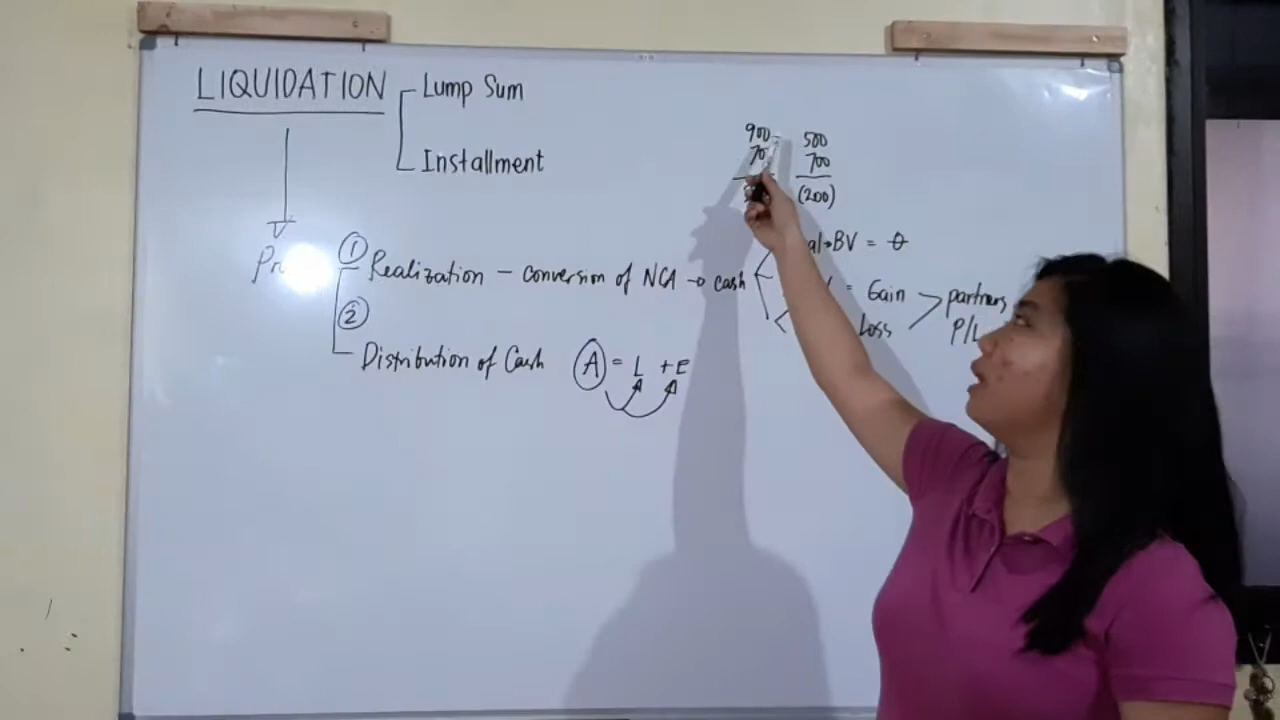 LIQUIDATION
Lump Sum
Installment
900
500
700
(200)
① Realization - conversion of NCA → cash
BV = 0
= Gain
Loss
partners
P/L
② Distribution of Cash A = L + E